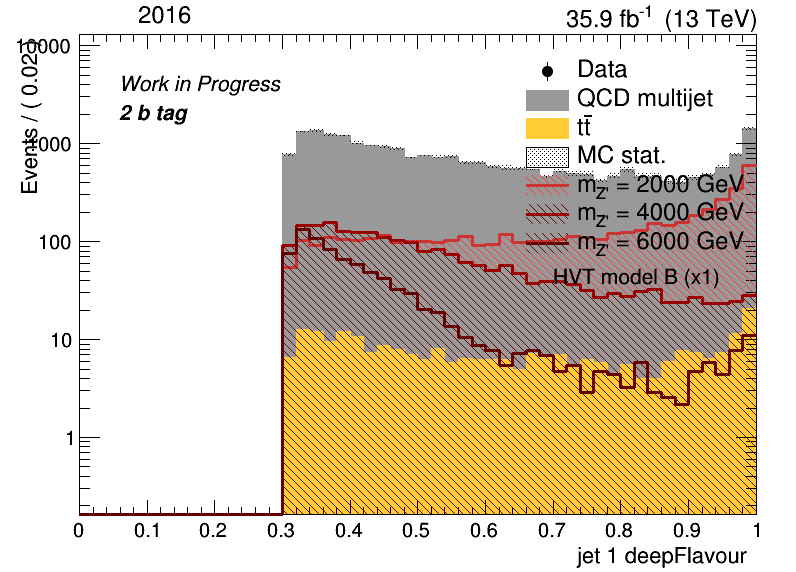 2016
35.9 fb⁻¹ (13 TeV)
Events / ( 0.02 )
10000
1000
100
10
1
Work in Progress
2 b tag
Data
QCD multijet
tt̄
MC stat.
m_Z' = 2000 GeV
m_Z' = 4000 GeV
m_Z' = 6000 GeV
HVT model B (x1)
0 0.1 0.2 0.3 0.4 0.5 0.6 0.7 0.8 0.9 1
jet 1 deepFlavour